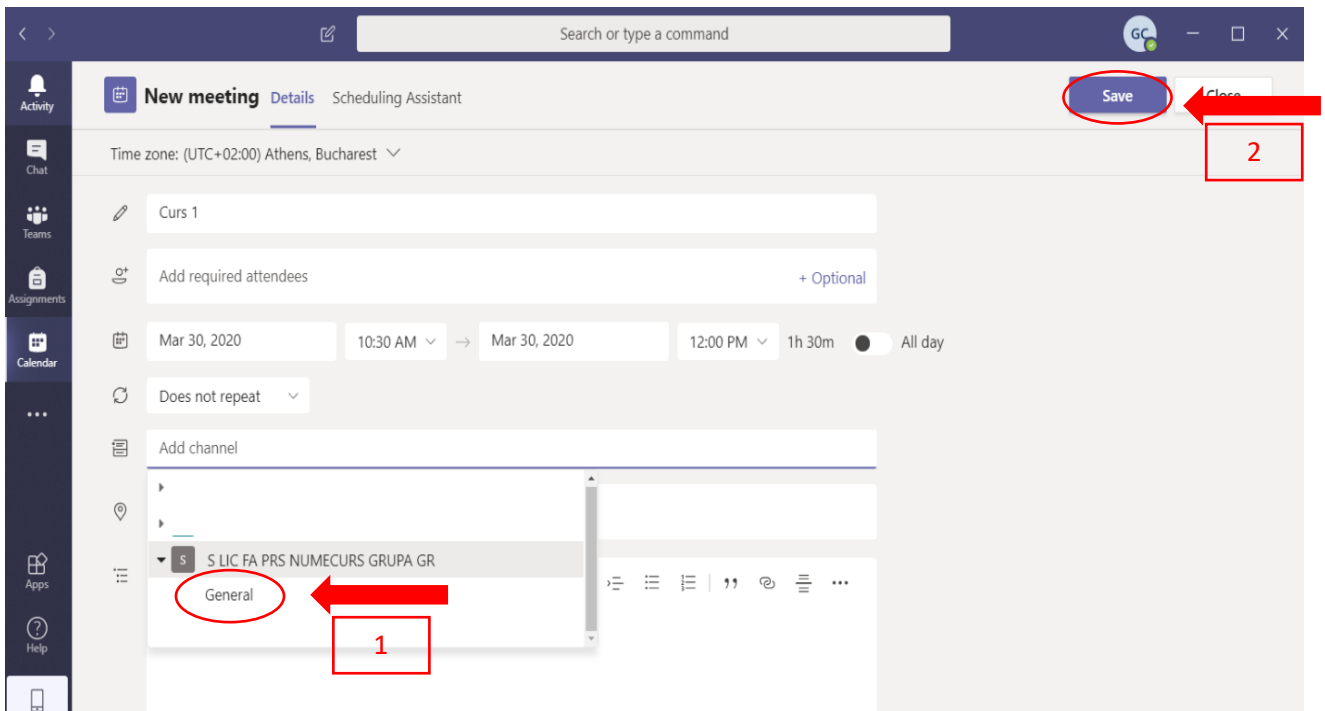 Search or type a command
GC
Activity
New meeting Details Scheduling Assistant
Save
Close
2
Time zone: (UTC+02:00) Athens, Bucharest
Chat
Curs 1
Teams
Add required attendees
+ Optional
Assignments
Mar 30, 2020 10:30 AM → Mar 30, 2020 12:00 PM 1h 30m All day
Calendar
Does not repeat
Add channel
S S LIC FA PRS NUMECURS GRUPA GR
General
1
Apps
Help